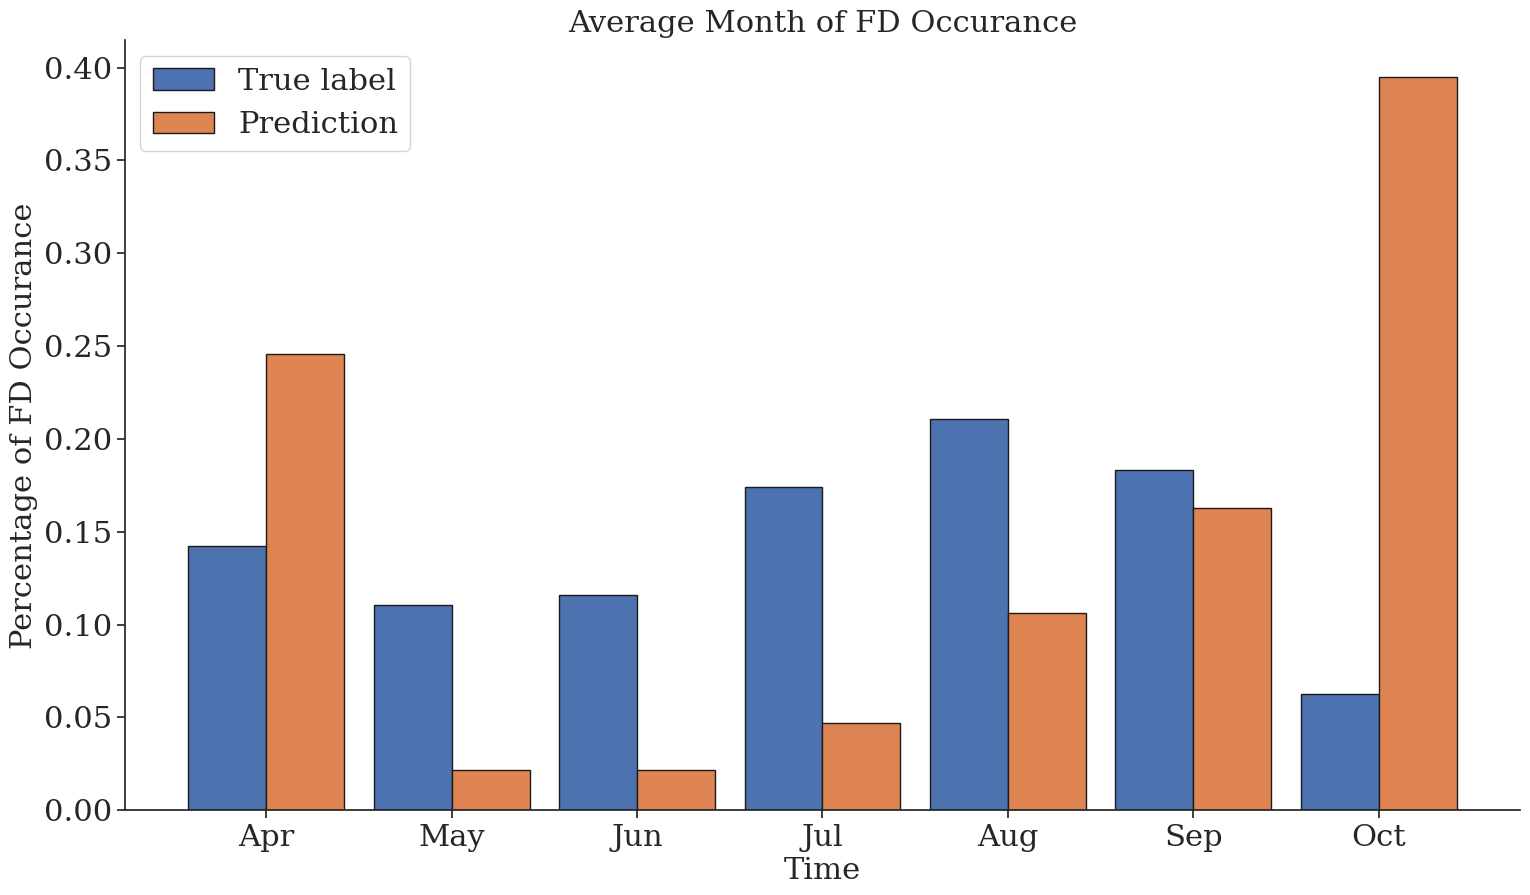 Average Month of FD Occurance
True label
Prediction
Percentage of FD Occurance
0.40
0.35
0.30
0.25
0.20
0.15
0.10
0.05
0.00
Apr May Jun Jul Aug Sep Oct
Time